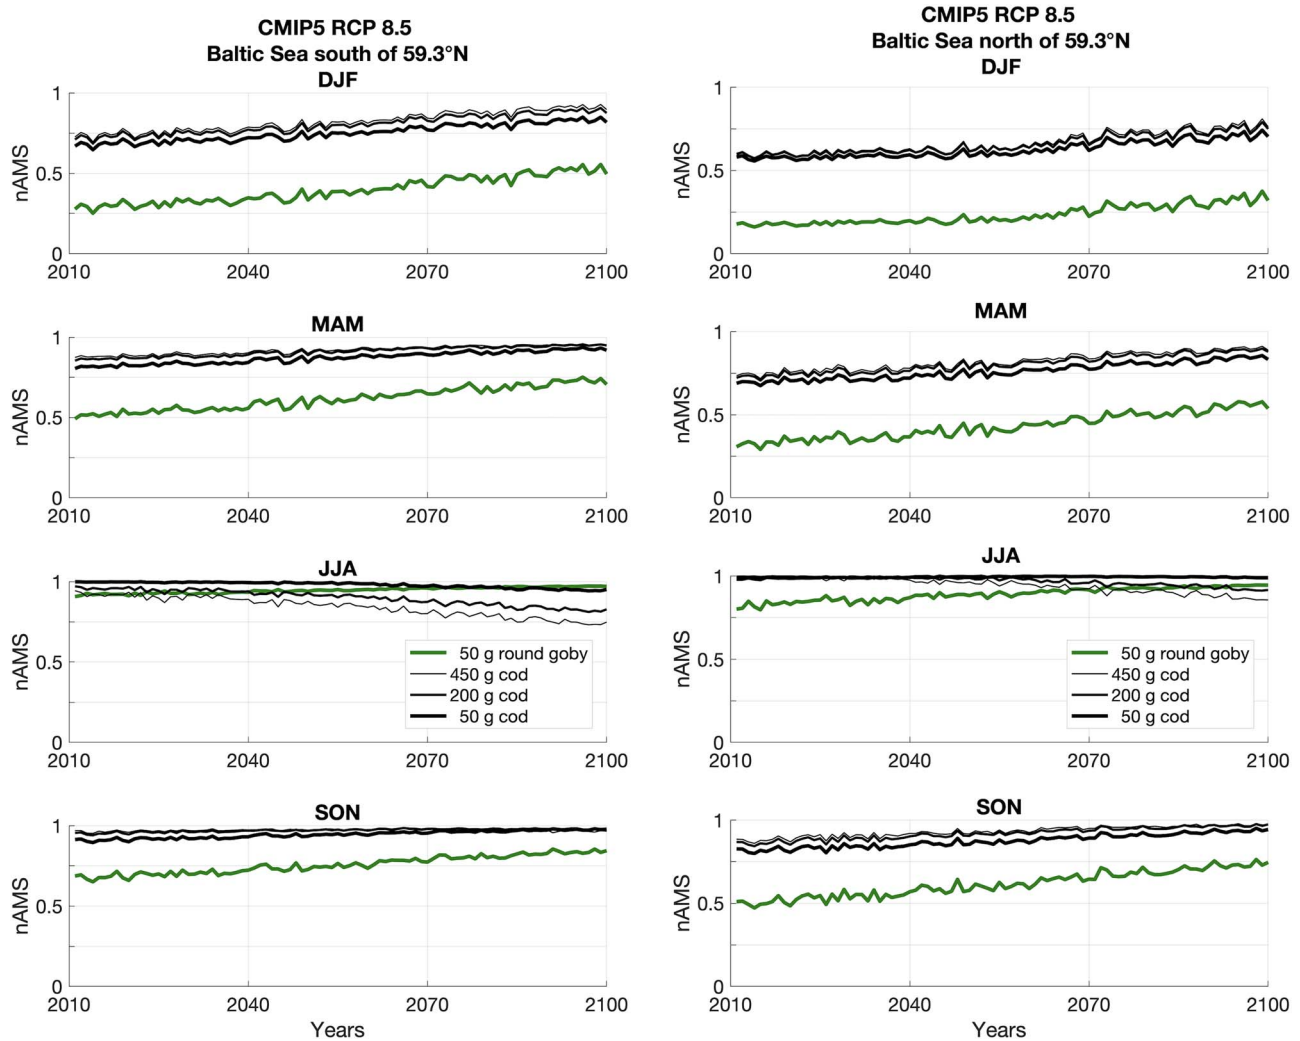 CMIP5 RCP 8.5
Baltic Sea south of 59.3°N
DJF
nAMS
1
0.5
0
2010 2040 2070 2100
MAM
nAMS
1
0.5
0
2010 2040 2070 2100
JJA
nAMS
1
0.5
0
50 g round goby
450 g cod
200 g cod
50 g cod
2010 2040 2070 2100
SON
nAMS
1
0.5
0
2010 2040 2070 2100
Years
CMIP5 RCP 8.5
Baltic Sea north of 59.3°N
DJF
nAMS
1
0.5
0
2010 2040 2070 2100
MAM
nAMS
1
0.5
0
2010 2040 2070 2100
JJA
nAMS
1
0.5
0
50 g round goby
450 g cod
200 g cod
50 g cod
2010 2040 2070 2100
SON
nAMS
1
0.5
0
2010 2040 2070 2100
Years